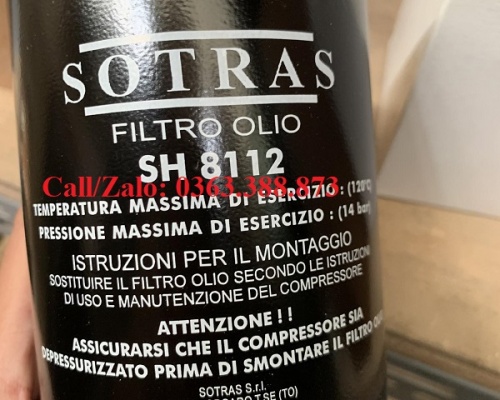 SOTRAS
FILTRO OLIO
SH 8112
Call/Zalo: 0363.388.873
TEMPERATURA MASSIMA DI ESERCIZIO : (120°C)
PRESSIONE MASSIMA DI ESERCIZIO : (14 bar)
ISTRUZIONI PER IL MONTAGGIO
SOSTITUIRE IL FILTRO OLIO SECONDO LE ISTRUZIONI
DI USO E MANUTENZIONE DEL COMPRESSORE
ATTENZIONE ! !
ASSICURARSI CHE IL COMPRESSORE SIA
DEPRESSURIZZATO PRIMA DI SMONTARE IL FILTRO
SOTRAS S.r.l.
T.SE (TO)